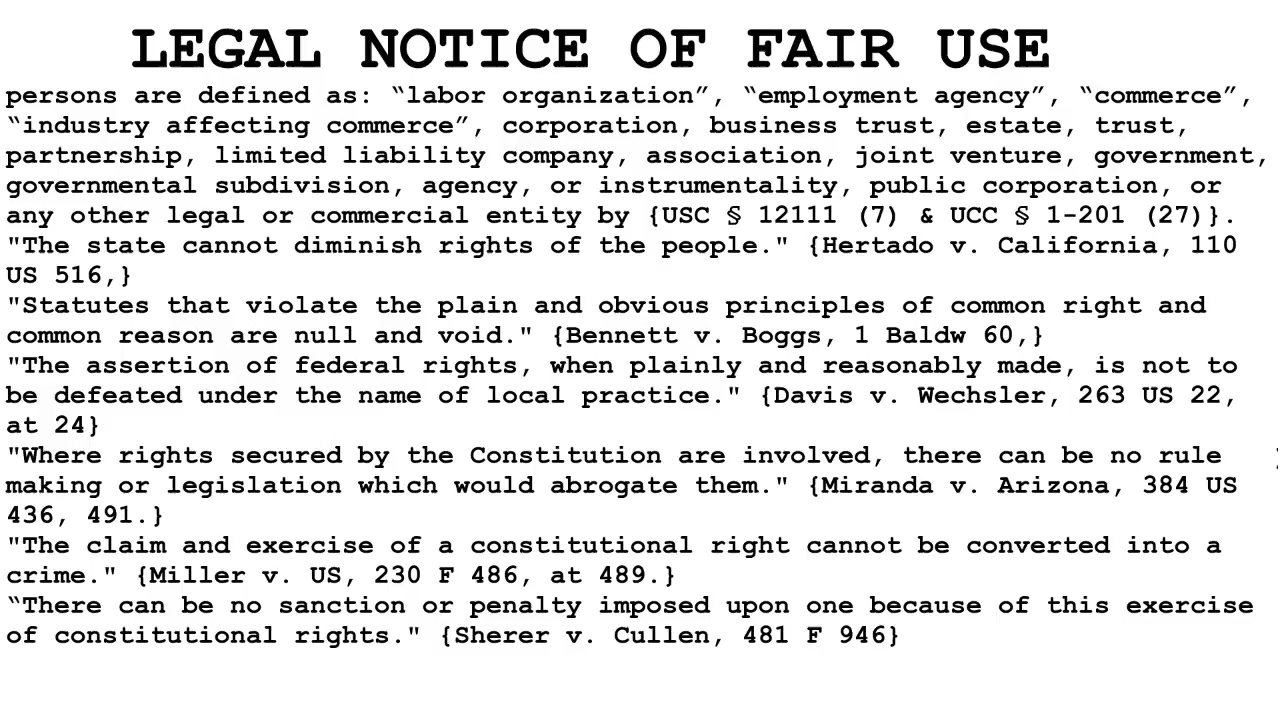 LEGAL NOTICE OF FAIR USE
persons are defined as: “labor organization”, “employment agency”, “commerce”,
“industry affecting commerce”, corporation, business trust, estate, trust,
partnership, limited liability company, association, joint venture, government,
governmental subdivision, agency, or instrumentality, public corporation, or
any other legal or commercial entity by {USC § 12111 (7) & UCC § 1-201 (27)}.
"The state cannot diminish rights of the people." {Hertado v. California, 110
US 516,}
"Statutes that violate the plain and obvious principles of common right and
common reason are null and void." {Bennett v. Boggs, 1 Baldw 60,}
"The assertion of federal rights, when plainly and reasonably made, is not to
be defeated under the name of local practice." {Davis v. Wechsler, 263 US 22,
at 24}
"Where rights secured by the Constitution are involved, there can be no rule
making or legislation which would abrogate them." {Miranda v. Arizona, 384 US
436, 491.}
"The claim and exercise of a constitutional right cannot be converted into a
crime." {Miller v. US, 230 F 486, at 489.}
“There can be no sanction or penalty imposed upon one because of this exercise
of constitutional rights." {Sherer v. Cullen, 481 F 946}